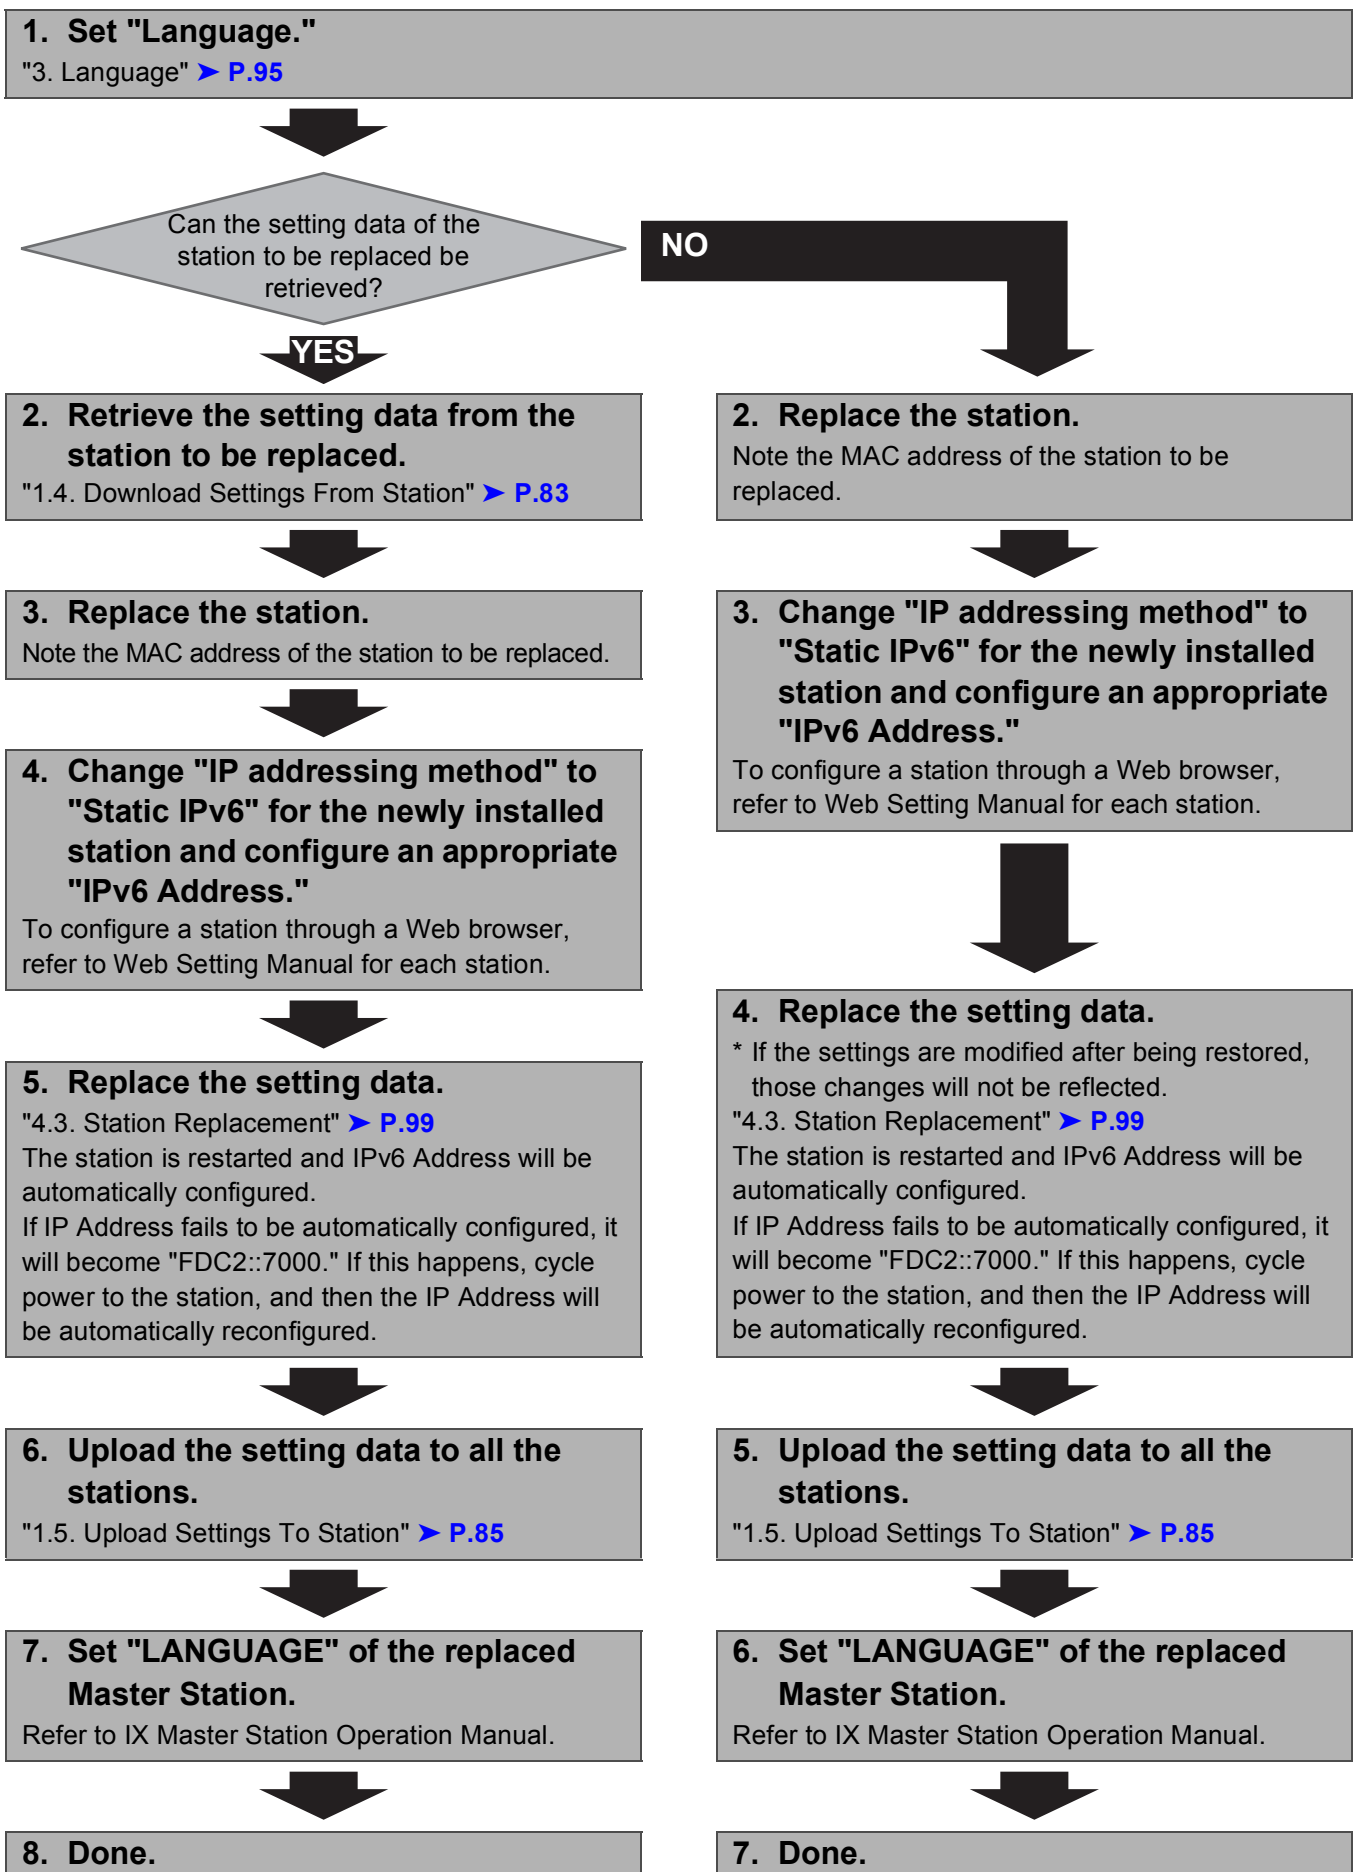 1. Set "Language."
"3. Language" ➤ P.95
Can the setting data of the
station to be replaced be
retrieved?
NO
YES
2. Retrieve the setting data from the
station to be replaced.
"1.4. Download Settings From Station" ➤ P.83
3. Replace the station.
Note the MAC address of the station to be replaced.
4. Change "IP addressing method" to
"Static IPv6" for the newly installed
station and configure an appropriate
"IPv6 Address."
To configure a station through a Web browser,
refer to Web Setting Manual for each station.
5. Replace the setting data.
"4.3. Station Replacement" ➤ P.99
The station is restarted and IPv6 Address will be
automatically configured.
If IP Address fails to be automatically configured, it
will become "FDC2::7000." If this happens, cycle
power to the station, and then the IP Address will
be automatically reconfigured.
6. Upload the setting data to all the
stations.
"1.5. Upload Settings To Station" ➤ P.85
7. Set "LANGUAGE" of the replaced
Master Station.
Refer to IX Master Station Operation Manual.
8. Done.
2. Replace the station.
Note the MAC address of the station to be
replaced.
3. Change "IP addressing method" to
"Static IPv6" for the newly installed
station and configure an appropriate
"IPv6 Address."
To configure a station through a Web browser,
refer to Web Setting Manual for each station.
4. Replace the setting data.
* If the settings are modified after being restored,
those changes will not be reflected.
"4.3. Station Replacement" ➤ P.99
The station is restarted and IPv6 Address will be
automatically configured.
If IP Address fails to be automatically configured, it
will become "FDC2::7000." If this happens, cycle
power to the station, and then the IP Address will
be automatically reconfigured.
5. Upload the setting data to all the
stations.
"1.5. Upload Settings To Station" ➤ P.85
6. Set "LANGUAGE" of the replaced
Master Station.
Refer to IX Master Station Operation Manual.
7. Done.